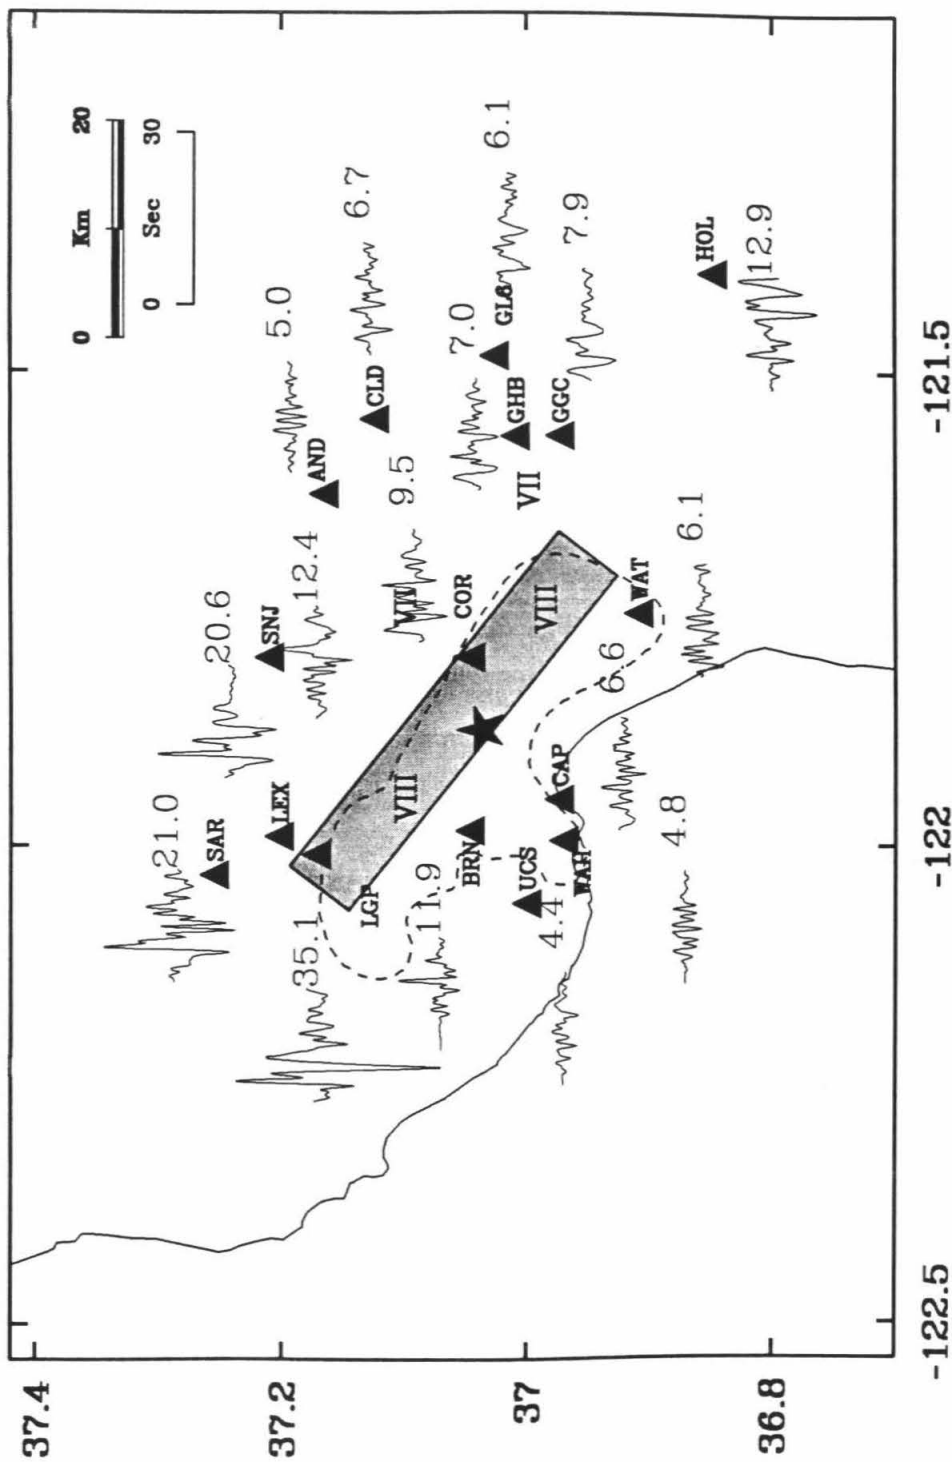 37.4
0 Km 20
0 Sec 30
21.0
SAR
20.6
SNJ
LEX
37.2
5.0
12.4
35.1
AND
6.7
LGP
CLD
9.5
VIII
VII
11.9
COR
7.0
BRN
6.1
GL6
GHB
37
UCS
VII
VIII
4.4
CAP
GGC
7.9
WAH
6.6
WAT
4.8
6.1
HOL
12.9
36.8
-122.5 -122 -121.5